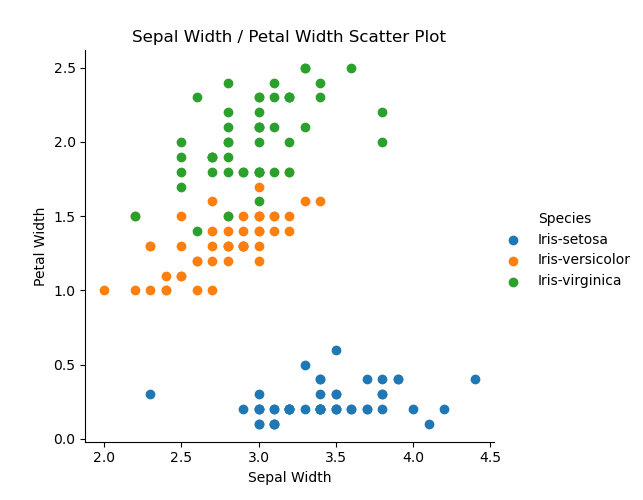 Sepal Width / Petal Width Scatter Plot
2.5
2.0
1.5
1.0
0.5
0.0
Petal Width
2.0 2.5 3.0 3.5 4.0 4.5
Sepal Width
Species
Iris-setosa
Iris-versicolor
Iris-virginica